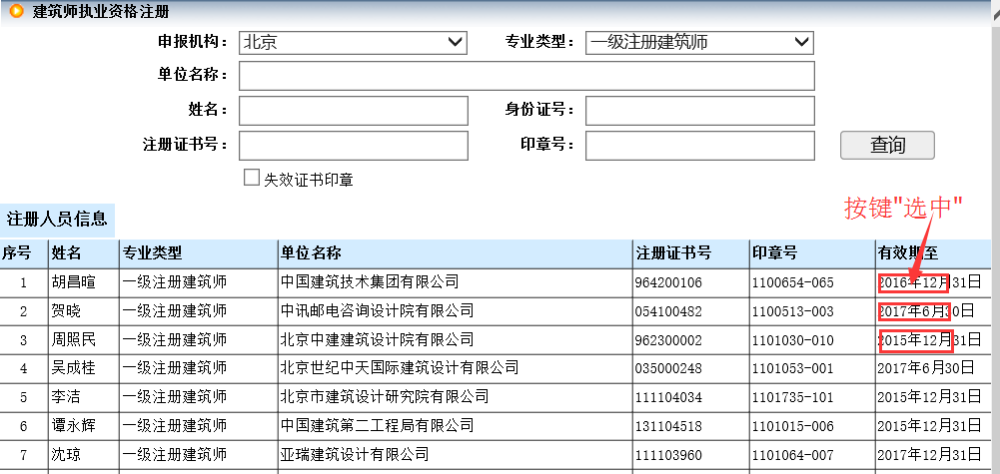 建筑师执业资格注册
申报机构： 北京 专业类型： 一级注册建筑师
单位名称：
姓名： 身份证号：
注册证书号： 印章号： 查询
失效证书印章
按键"选中"
注册人员信息
序号 姓名 专业类型 单位名称 注册证书号 印章号 有效期至
1 胡昌暄 一级注册建筑师 中国建筑技术集团有限公司 964200106 1100654-065 2016年12月31日
2 贺晓 一级注册建筑师 中讯邮电咨询设计院有限公司 054100482 1100513-003 2017年6月30日
3 周照民 一级注册建筑师 北京中建建筑设计院有限公司 962300002 1101030-010 2015年12月31日
4 吴成桂 一级注册建筑师 北京世纪中天国际建筑设计有限公司 035000248 1101053-001 2017年6月30日
5 李洁 一级注册建筑师 北京市建筑设计研究院有限公司 111104034 1101735-101 2015年12月31日
6 谭永辉 一级注册建筑师 中国建筑第二工程局有限公司 131104518 1101015-006 2015年12月31日
7 沈琼 一级注册建筑师 亚瑞建筑设计有限公司 111103960 1101064-007 2017年12月31日